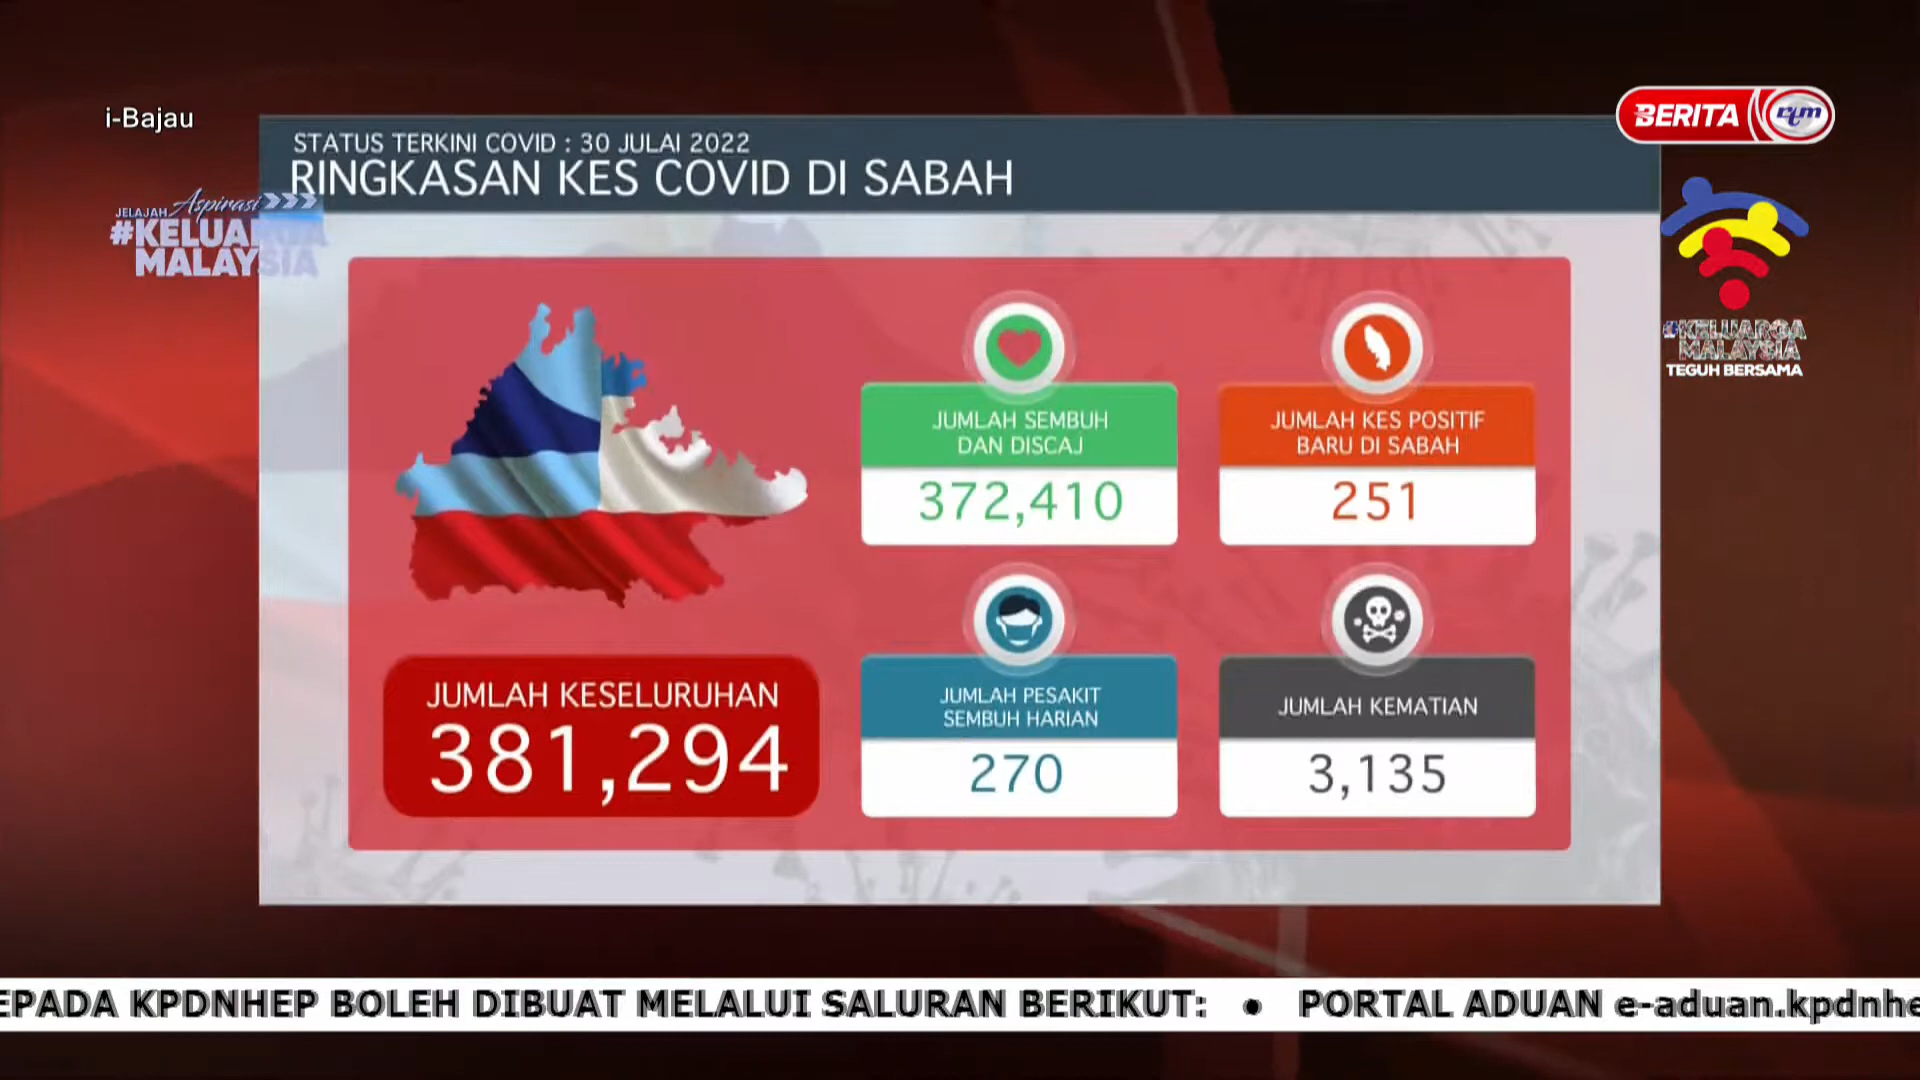 i-Bajau
BERITA rtm
STATUS TERKINI COVID : 30 JULAI 2022
RINGKASAN KES COVID DI SABAH
JELAJAH Aspirasi
#KELUARGA
MALAYSIA
#KELUARGA
MALAYSIA
TEGUH BERSAMA
JUMLAH SEMBUH
DAN DISCAJ
372,410
JUMLAH KES POSITIF
BARU DI SABAH
251
JUMLAH KESELURUHAN
381,294
JUMLAH PESAKIT
SEMBUH HARIAN
270
JUMLAH KEMATIAN
3,135
EPADA KPDNHEP BOLEH DIBUAT MELALUI SALURAN BERIKUT: • PORTAL ADUAN e-aduan.kpdnhe